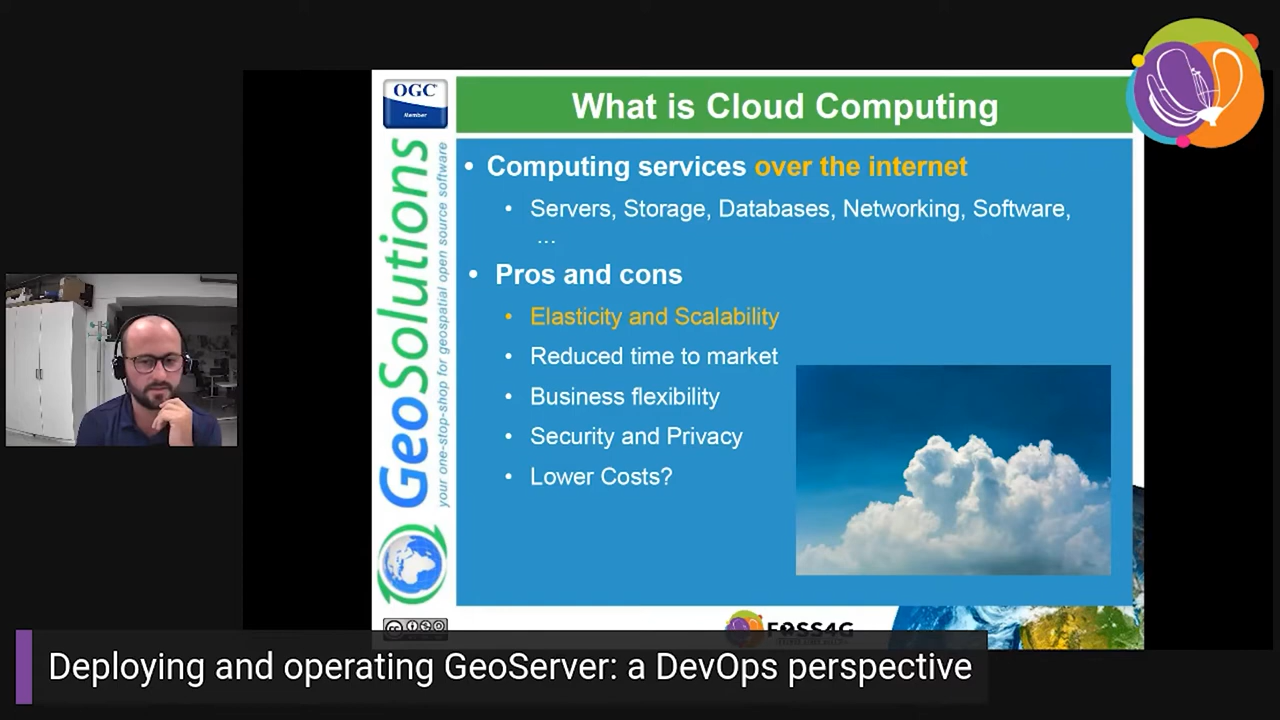 OGC
Member
GeoSolutions
your one-stop-shop for geospatial open source software
What is Cloud Computing
• Computing services over the internet
• Servers, Storage, Databases, Networking, Software,
...
• Pros and cons
• Elasticity and Scalability
• Reduced time to market
• Business flexibility
• Security and Privacy
• Lower Costs?
FOSS4G
Deploying and operating GeoServer: a DevOps perspective